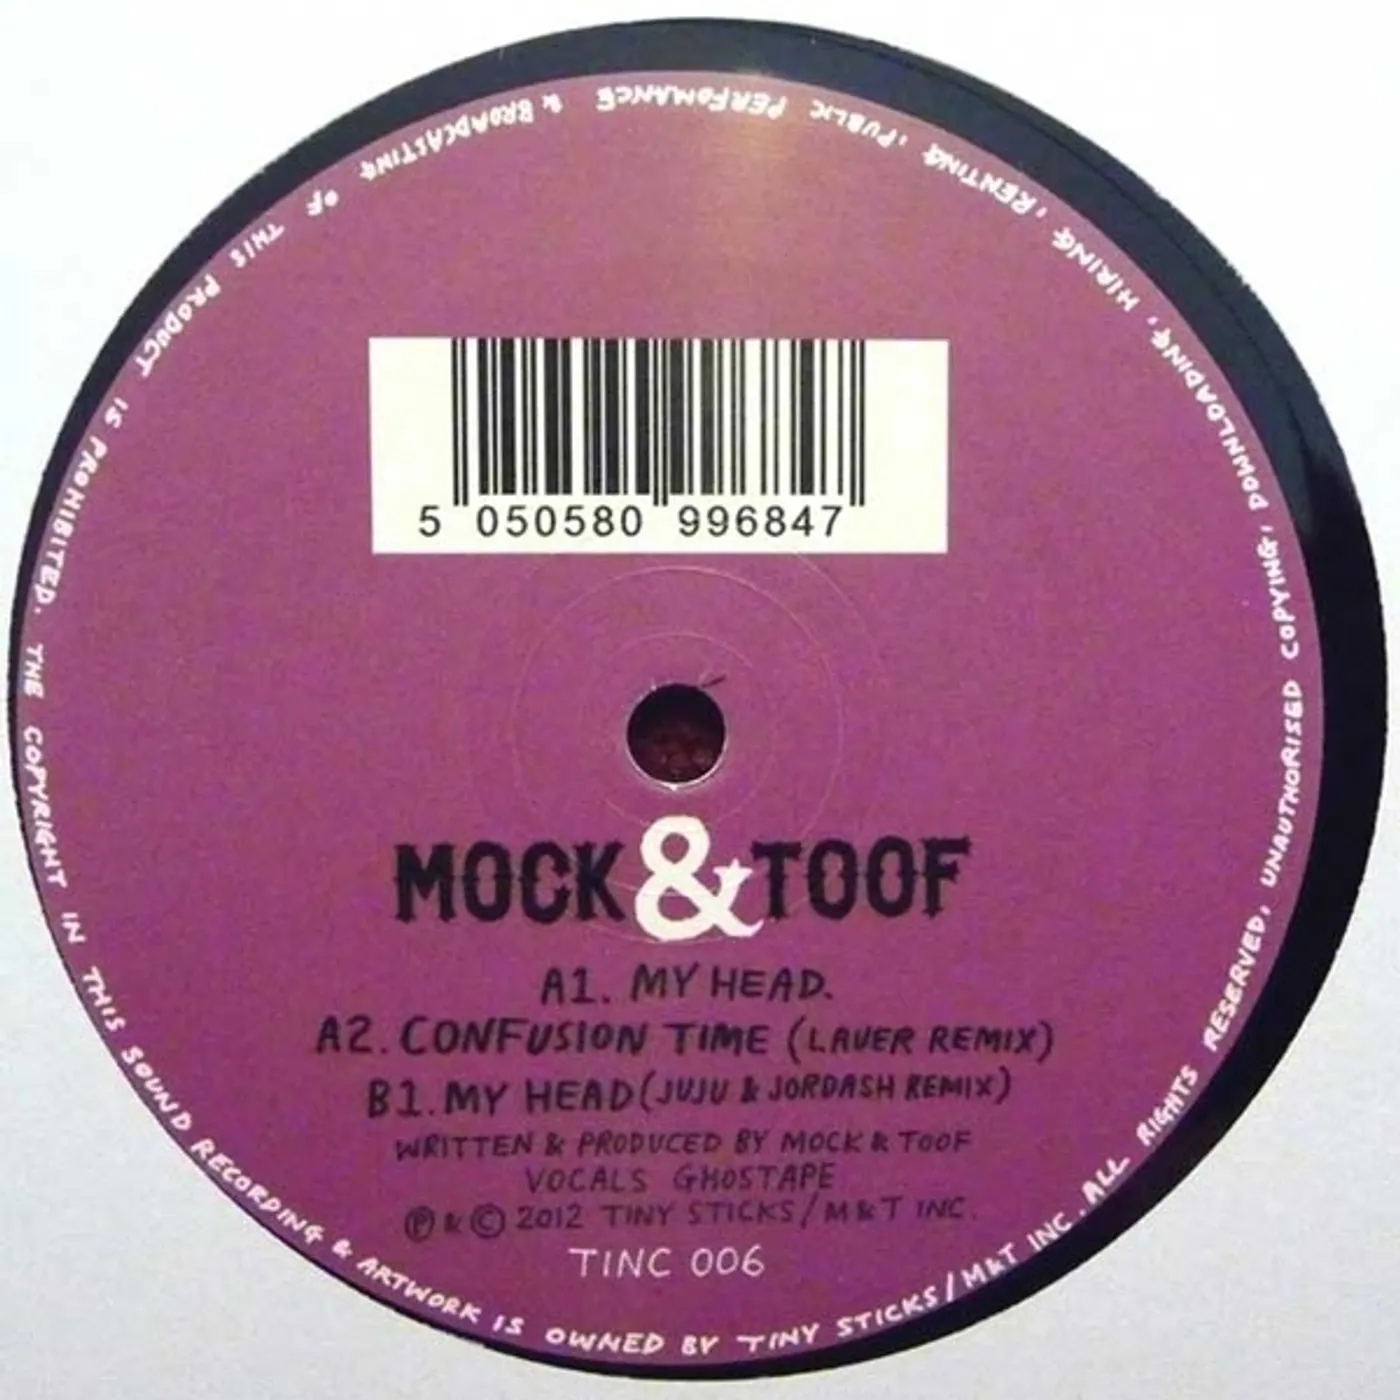 5 050580 996847
MOCK & TOOF
A1. MY HEAD.
A2. CONFUSION TIME (LAUER REMIX)
B1. MY HEAD (JUJU & JORDASH REMIX)
WRITTEN & PRODUCED BY MOCK & TOOF
VOCALS GHOSTAPE
Ⓟ & © 2012 TINY STICKS/M&T INC.
TINC 006
THE COPYRIGHT IN THIS SOUND RECORDING & ARTWORK IS OWNED BY TINY STICKS/M&T INC. ALL RIGHTS RESERVED, UNAUTHORISED COPYING, DOWNLOADING, HIRING, RENTING, PUBLIC PERFOMANCE & BROADCASTING OF THIS PRODUCT IS PROHIBITED.